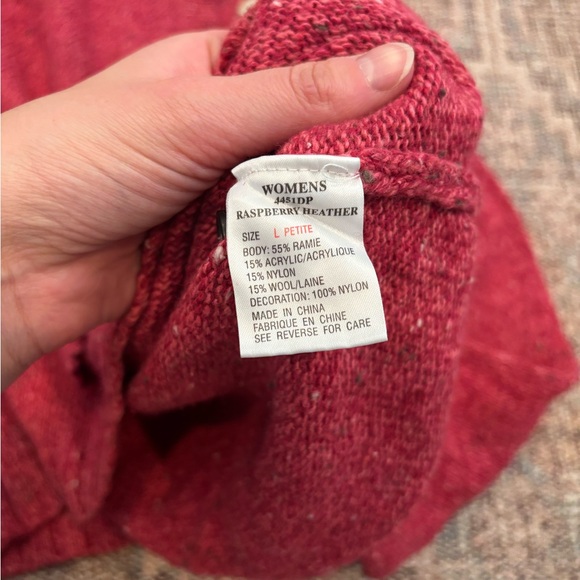 WOMENS
4451DP
RASPBERRY HEATHER
SIZE L PETITE
BODY: 55% RAMIE
15% ACRYLIC/ACRYLIQUE
15% NYLON
15% WOOL/LAINE
DECORATION: 100% NYLON
MADE IN CHINA
FABRIQUE EN CHINE
SEE REVERSE FOR CARE